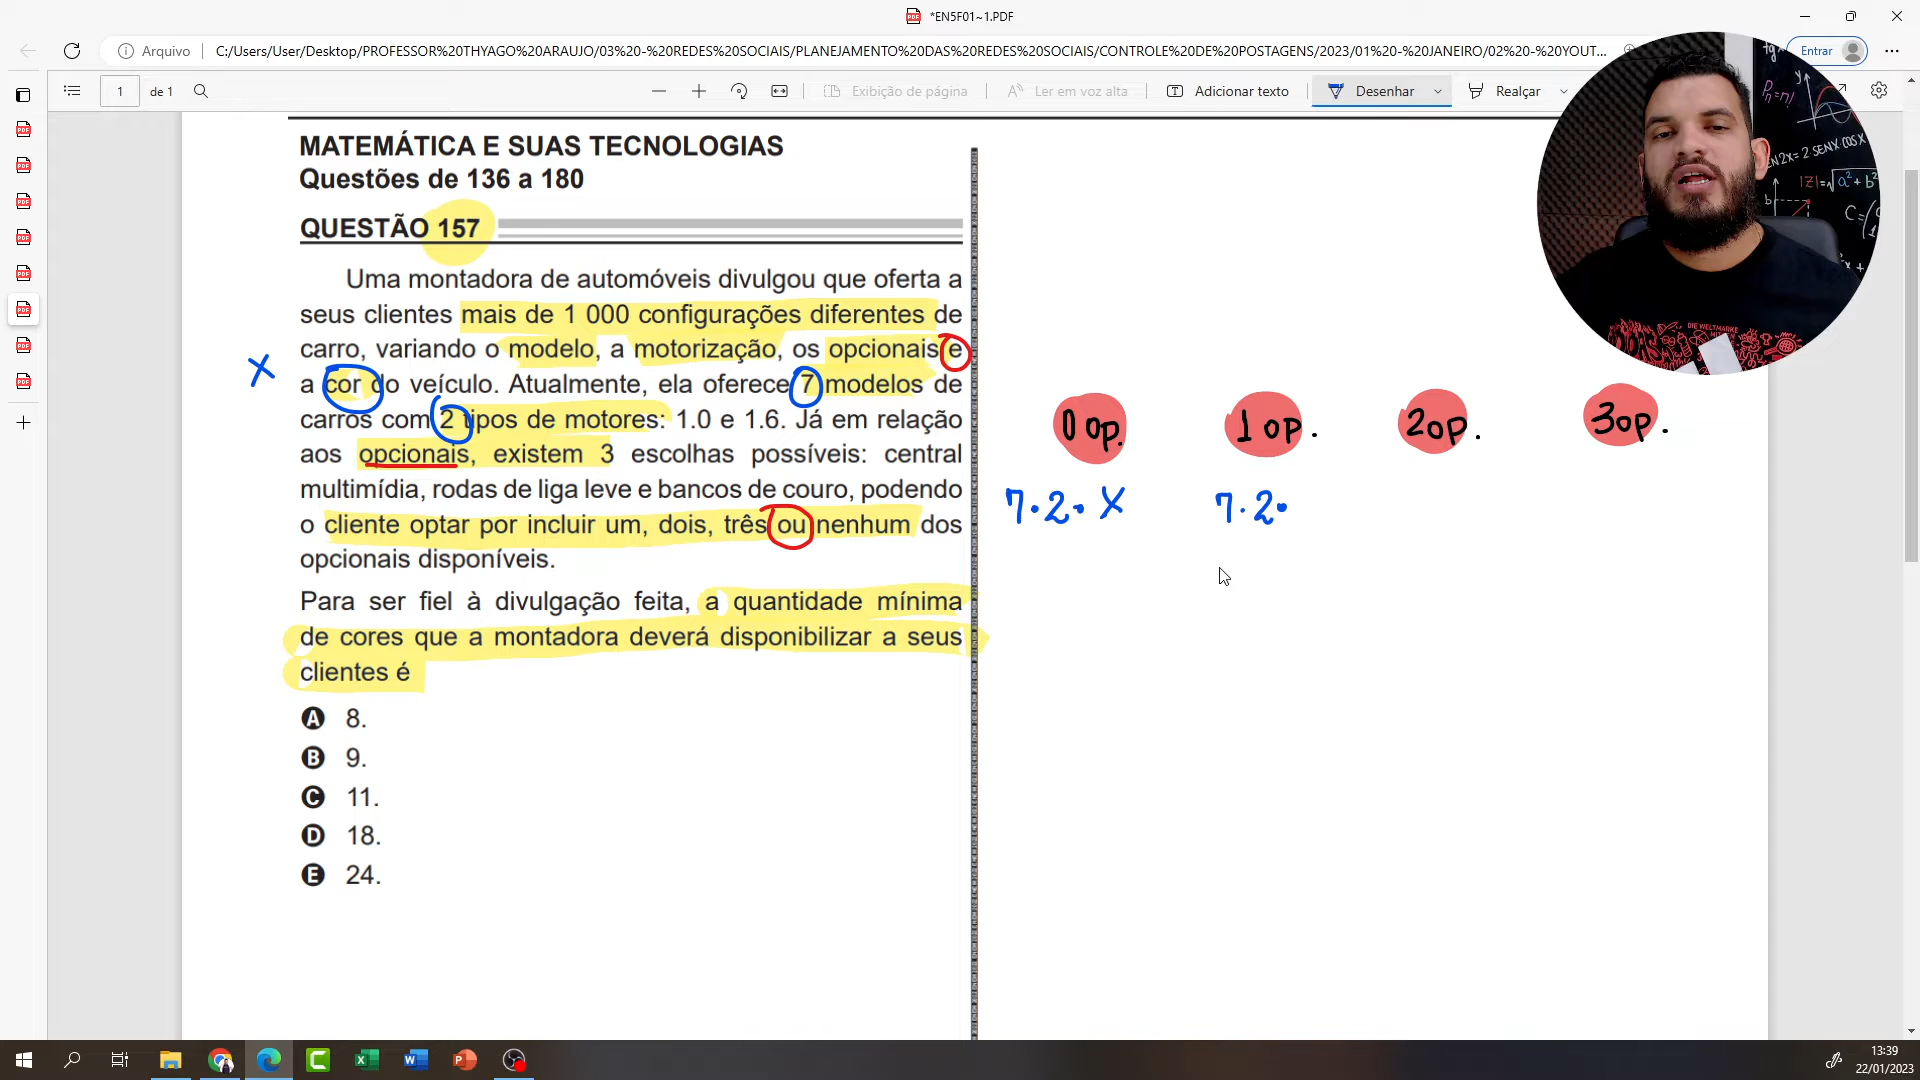 *EN5F01~1.PDF
Arquivo
C:/Users/User/Desktop/PROFESSOR%20THYAGO%20ARAUJO/03%20-%20REDES%20SOCIAIS/PLANEJAMENTO%20DAS%20REDES%20SOCIAIS/CONTROLE%20DE%20POSTAGENS/2023/01%20-%20JANEIRO/02%20-%20YOUT...
Entrar
1 de 1
Exibição de página
Ler em voz alta
Adicionar texto
Desenhar
Realçar
MATEMÁTICA E SUAS TECNOLOGIAS
Questões de 136 a 180
QUESTÃO 157
Uma montadora de automóveis divulgou que oferta a
seus clientes mais de 1 000 configurações diferentes de
carro, variando o modelo, a motorização, os opcionais e
X
a cor do veículo. Atualmente, ela oferece 7 modelos de
carros com 2 tipos de motores: 1.0 e 1.6. Já em relação
aos opcionais, existem 3 escolhas possíveis: central
multimídia, rodas de liga leve e bancos de couro, podendo
o cliente optar por incluir um, dois, três ou nenhum dos
opcionais disponíveis.
Para ser fiel à divulgação feita, a quantidade mínima
de cores que a montadora deverá disponibilizar a seus
clientes é
A 8.
B 9.
C 11.
D 18.
E 24.
0 op. 1 op. 2 op. 3 op.
7.2.X 7.2.
EN2X=2.SENX.COSX
|Z|=√a²+b²
DIE WELTMARKE
13:39
22/01/2023